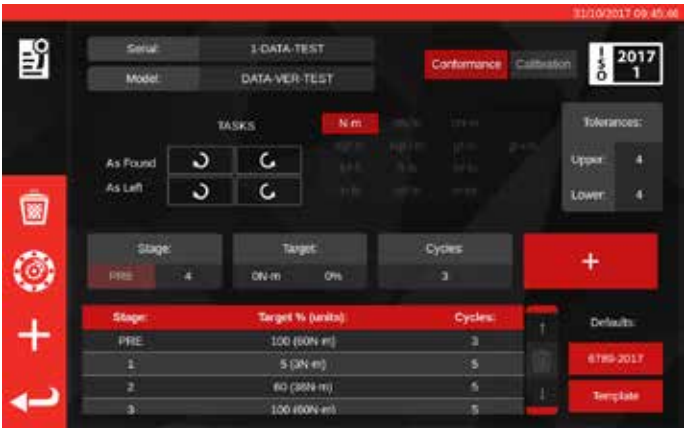 31/10/2017 09:45:46
Serial: 1-DATA-TEST
Model: DATA-VER-TEST
Conformance Calibration
ISO 2017 1
TASKS
N·m
Tolerances:
As Found
Upper: 4
As Left
Lower: 4
Stage: Target: Cycles:
PRE 4 0N·m 0% 3
+
Stage: Target % (units): Cycles:
Defaults:
PRE 100 (60N·m) 3
1 5 (3N·m) 5
6789-2017
2 60 (36N·m) 5
Template
3 100 (60N·m) 5